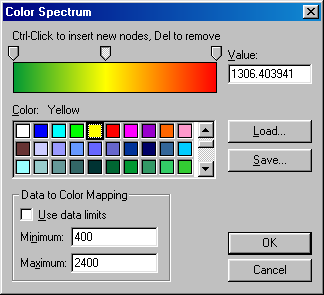 Color Spectrum
Ctrl-Click to insert new nodes, Del to remove
Value:
1306.403941
Color: Yellow
Load...
Save...
Data to Color Mapping
Use data limits
Minimum: 400
Maximum: 2400
OK
Cancel